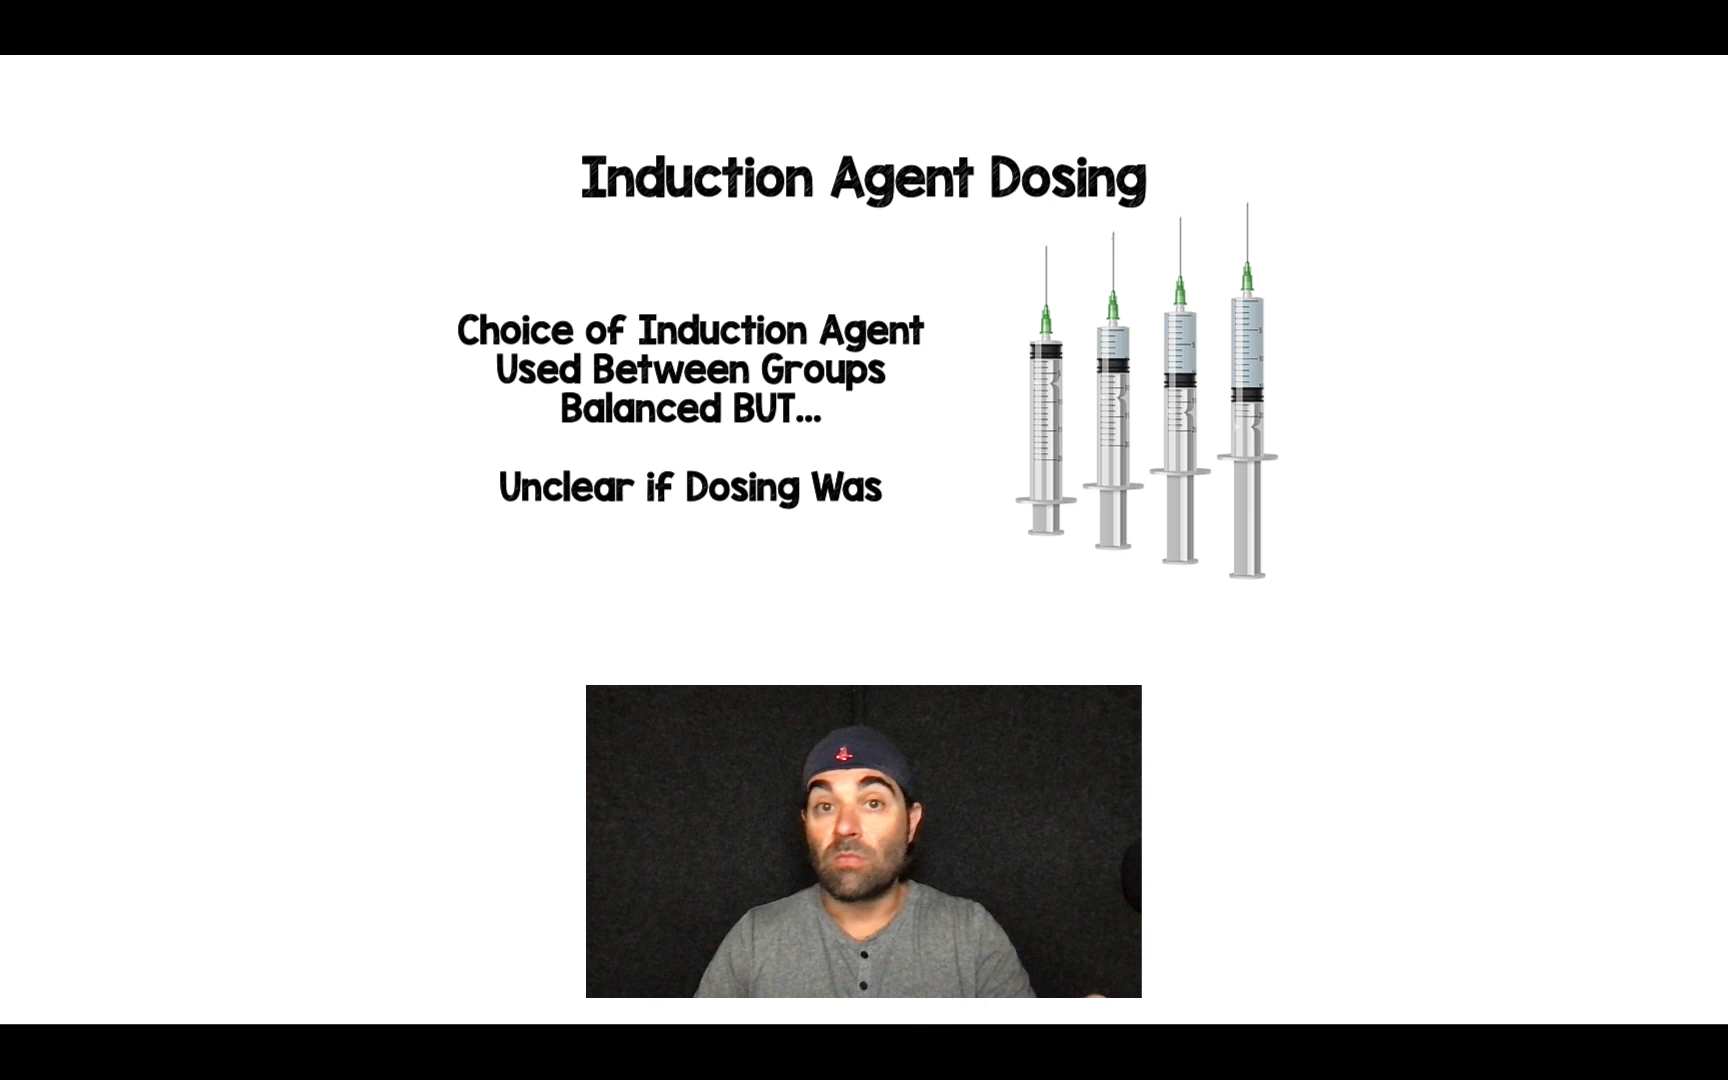 Induction Agent Dosing
Choice of Induction Agent
Used Between Groups
Balanced BUT...
Unclear if Dosing Was